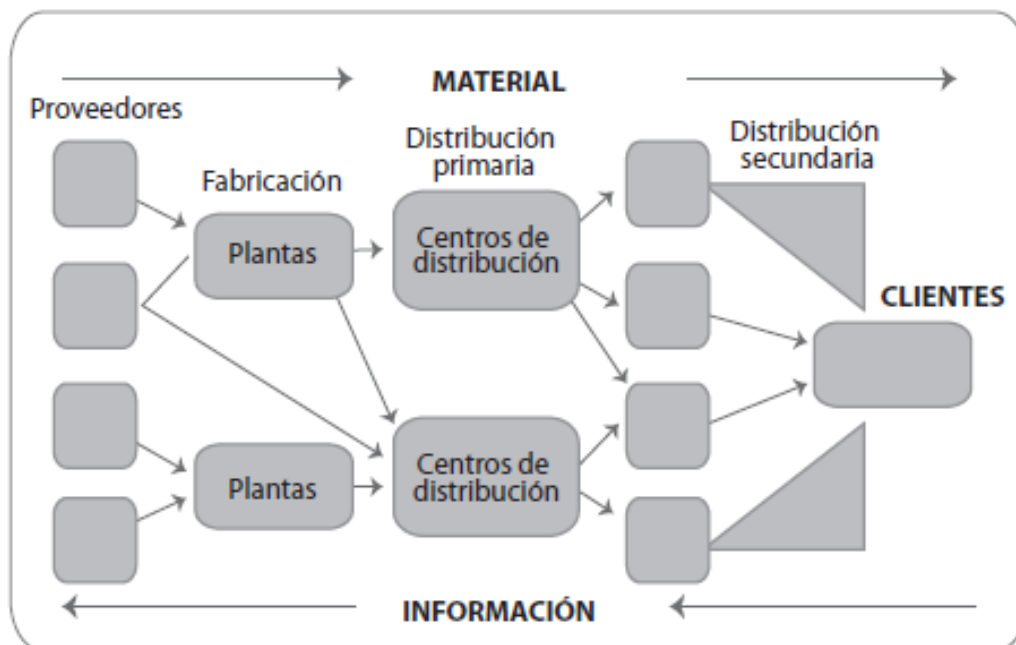 MATERIAL
Proveedores
Distribución
primaria
Distribución
secundaria
Fabricación
Plantas
Centros de
distribución
CLIENTES
Plantas
Centros de
distribución
INFORMACIÓN